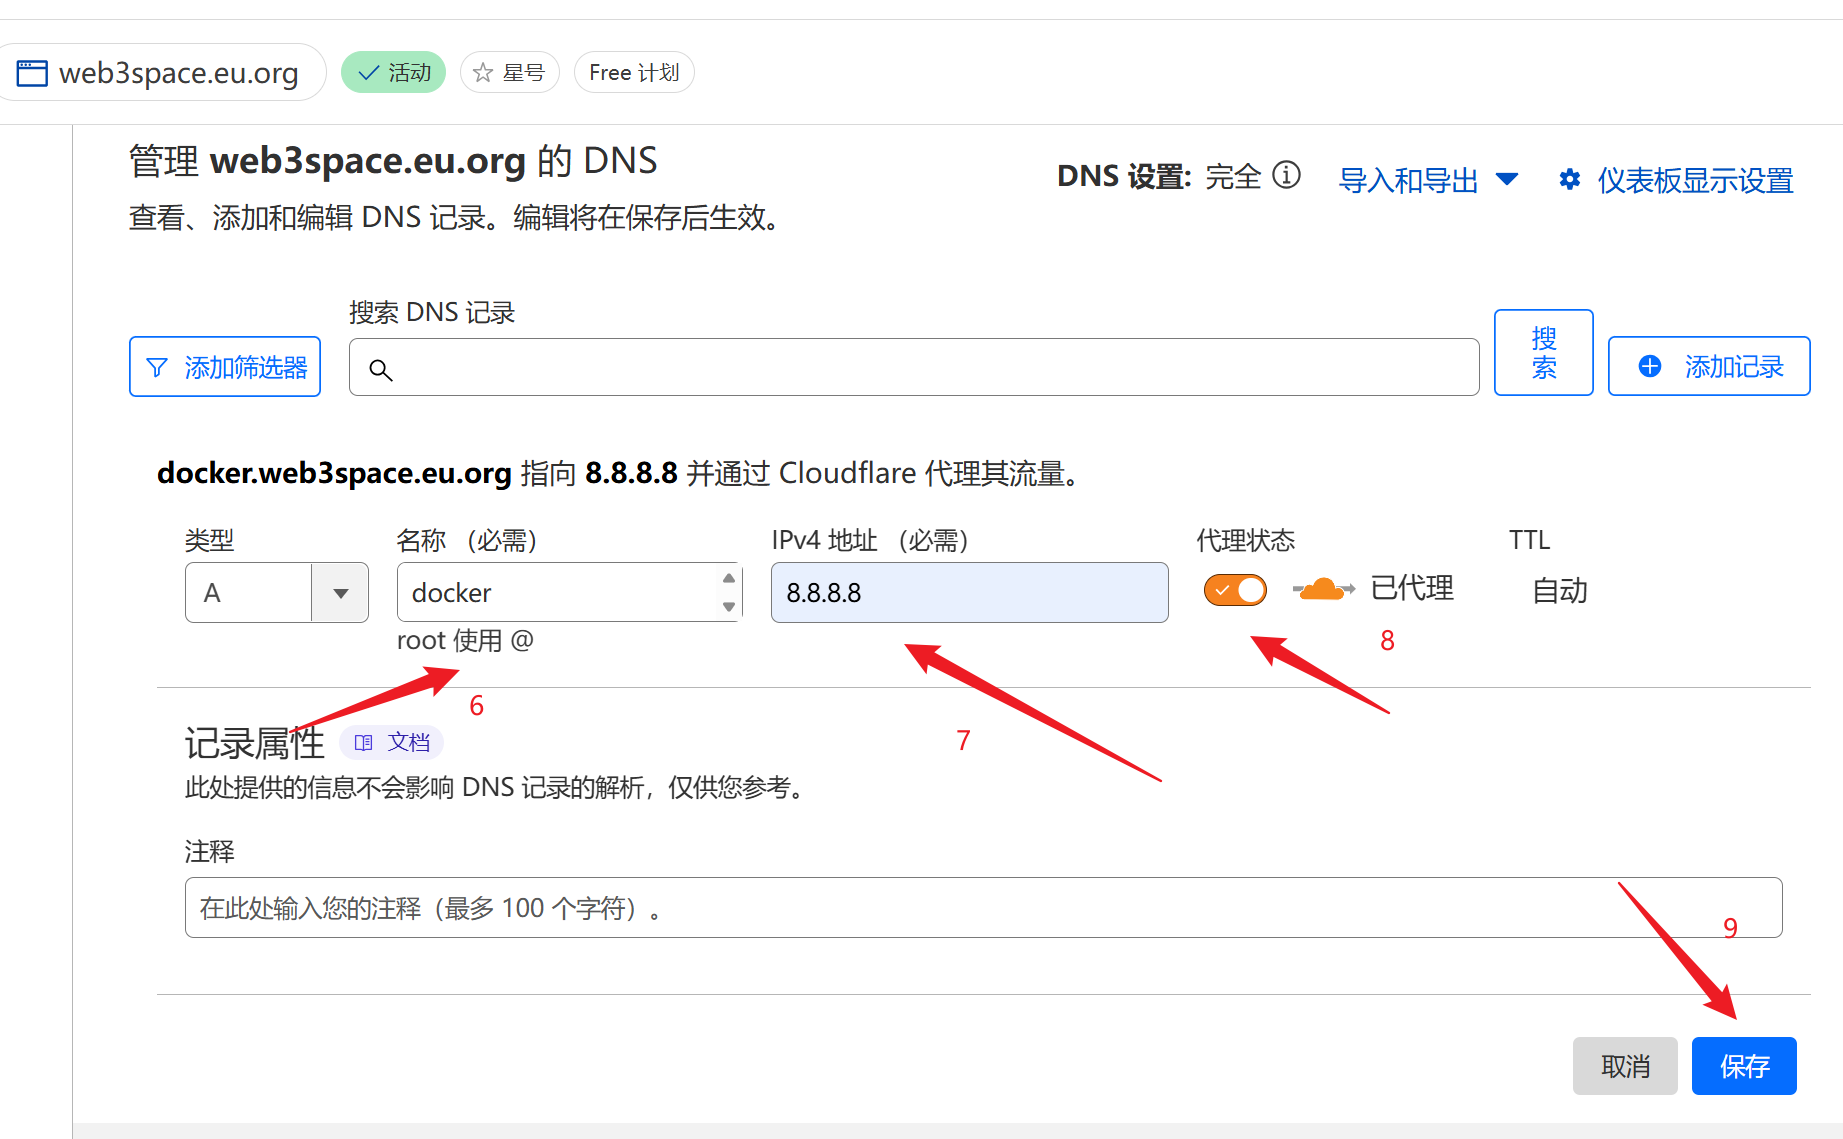 web3space.eu.org
活动
星号
Free 计划
管理 web3space.eu.org 的 DNS
查看、添加和编辑 DNS 记录。编辑将在保存后生效。
DNS 设置: 完全
导入和导出
仪表板显示设置
搜索 DNS 记录
添加筛选器
搜
索
添加记录
docker.web3space.eu.org 指向 8.8.8.8 并通过 Cloudflare 代理其流量。
类型
名称 （必需）
IPv4 地址 （必需）
代理状态
TTL
A
docker
8.8.8.8
已代理
自动
root 使用 @
6
7
8
记录属性
文档
此处提供的信息不会影响 DNS 记录的解析，仅供您参考。
注释
在此处输入您的注释（最多 100 个字符）。
9
取消
保存